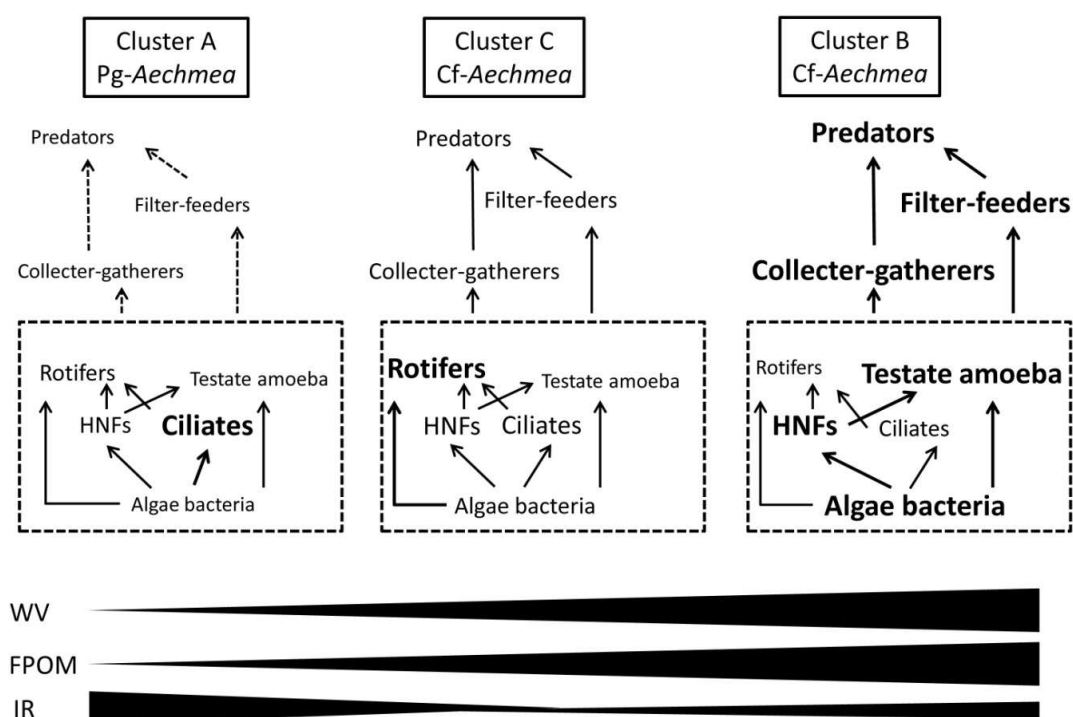 Cluster A
Pg-Aechmea
Cluster C
Cf-Aechmea
Cluster B
Cf-Aechmea
Predators
Filter-feeders
Collecter-gatherers
Rotifers
Testate amoeba
HNFs
Ciliates
Algae bacteria
Predators
Filter-feeders
Collecter-gatherers
Rotifers
Testate amoeba
HNFs
Ciliates
Algae bacteria
Predators
Filter-feeders
Collecter-gatherers
Rotifers
Testate amoeba
HNFs
Ciliates
Algae bacteria
WV
FPOM
IR